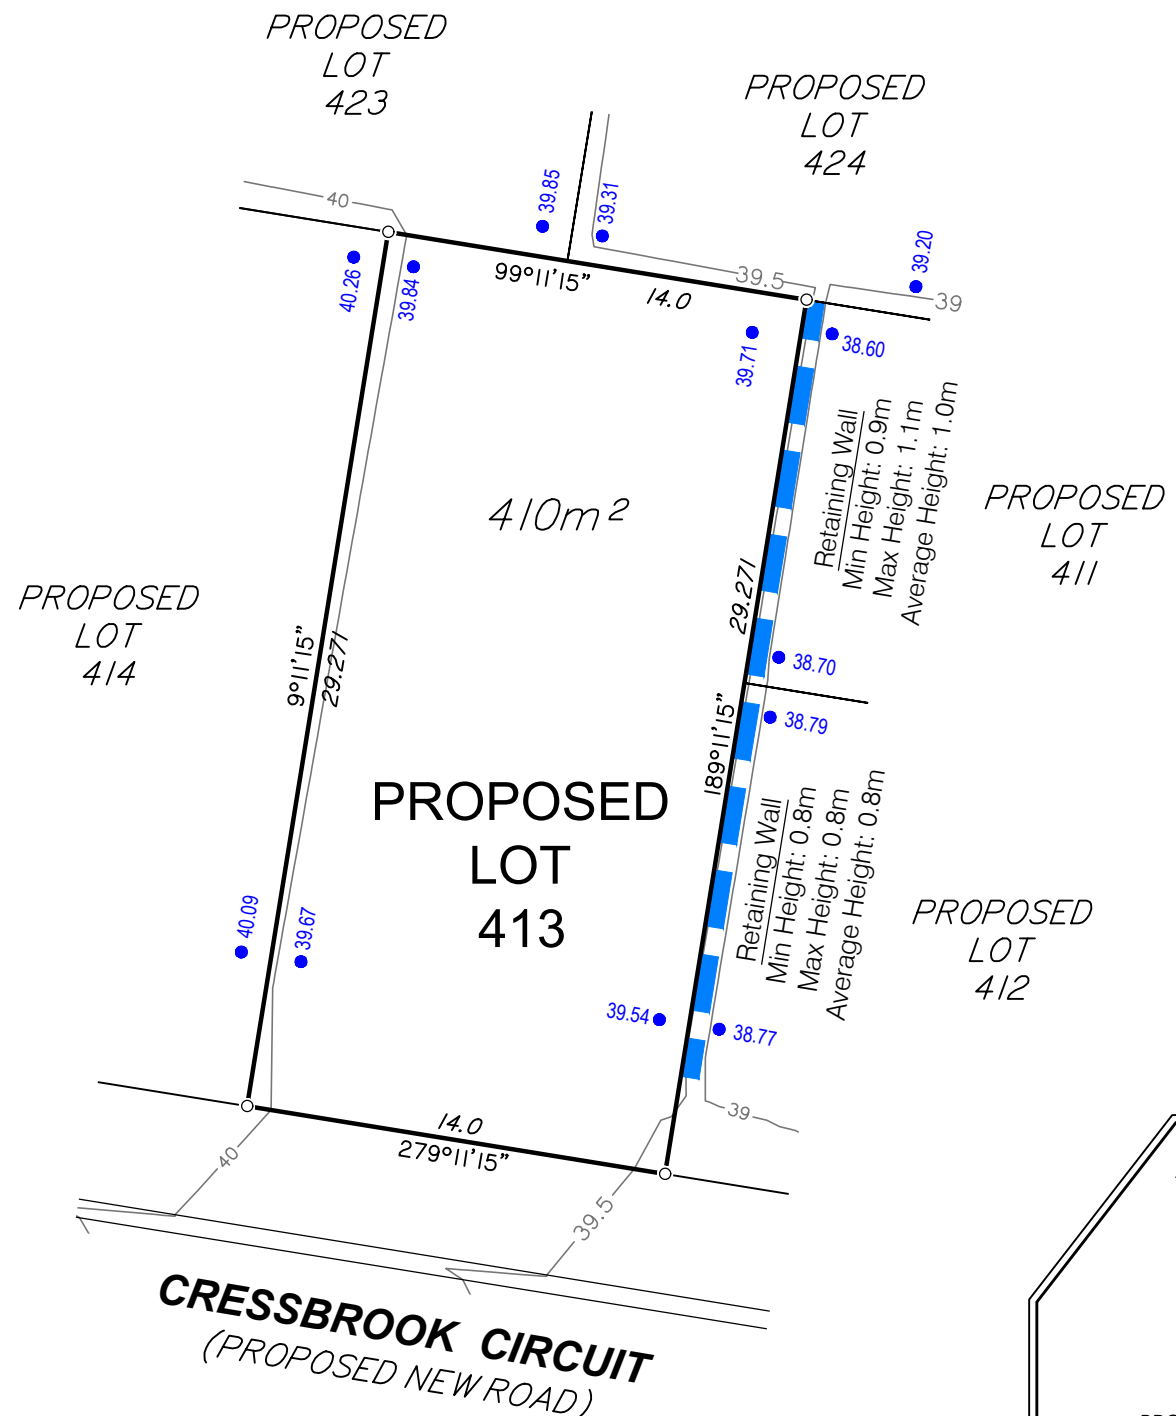 PROPOSED
LOT
423
PROPOSED
LOT
424
40
39.85
39.31
39.20
40.26
39.84
99°11'15"
14.0
39.5
39
39.71
38.60
Retaining Wall
Min Height: 0.9m
Max Height: 1.1m
Average Height: 1.0m
410m²
PROPOSED
LOT
411
PROPOSED
LOT
414
9°11'15"
29.271
29.271
38.70
38.79
189°11'15"
PROPOSED
LOT
413
Retaining Wall
Min Height: 0.8m
Max Height: 0.8m
Average Height: 0.8m
PROPOSED
LOT
412
40.09
39.67
39.54
38.77
39
14.0
279°11'15"
40
39.5
CRESSBROOK CIRCUIT
(PROPOSED NEW ROAD)